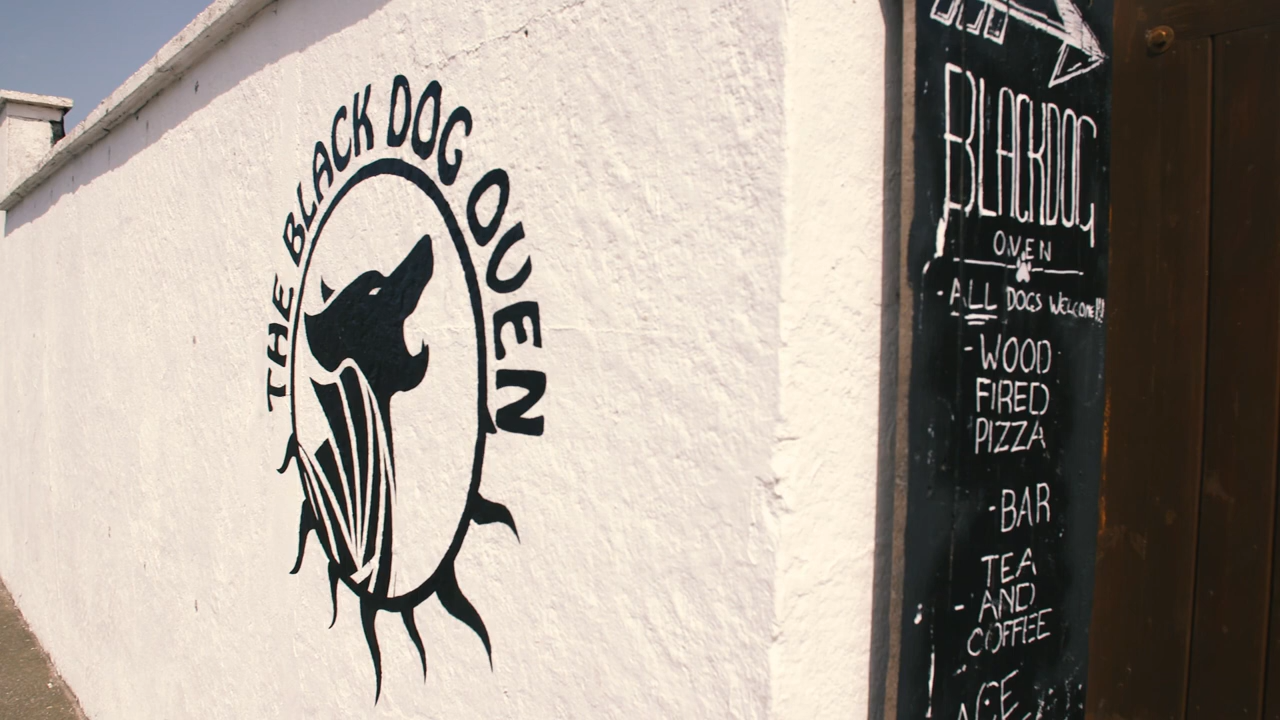 THE BLACK DOG OVEN
BLACKDOG
OVEN
-ALL DOGS WELCOME!!!
-WOOD
FIRED
PIZZA
-BAR
TEA
- AND
COFFEE